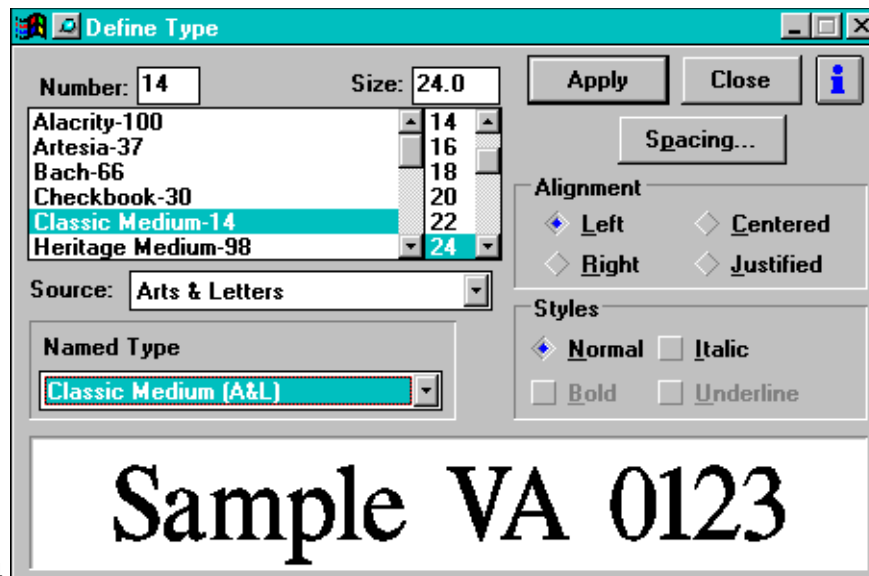 Define Type
Number: 14 Size: 24.0
Apply Close i
Alacrity-100
Artesia-37
Bach-66
Checkbook-30
Classic Medium-14
Heritage Medium-98
14
16
18
20
22
24
Spacing...
Alignment
Left Centered
Right Justified
Source: Arts & Letters
Styles
Normal Italic
Bold Underline
Named Type
Classic Medium (A&L)
Sample VA 0123